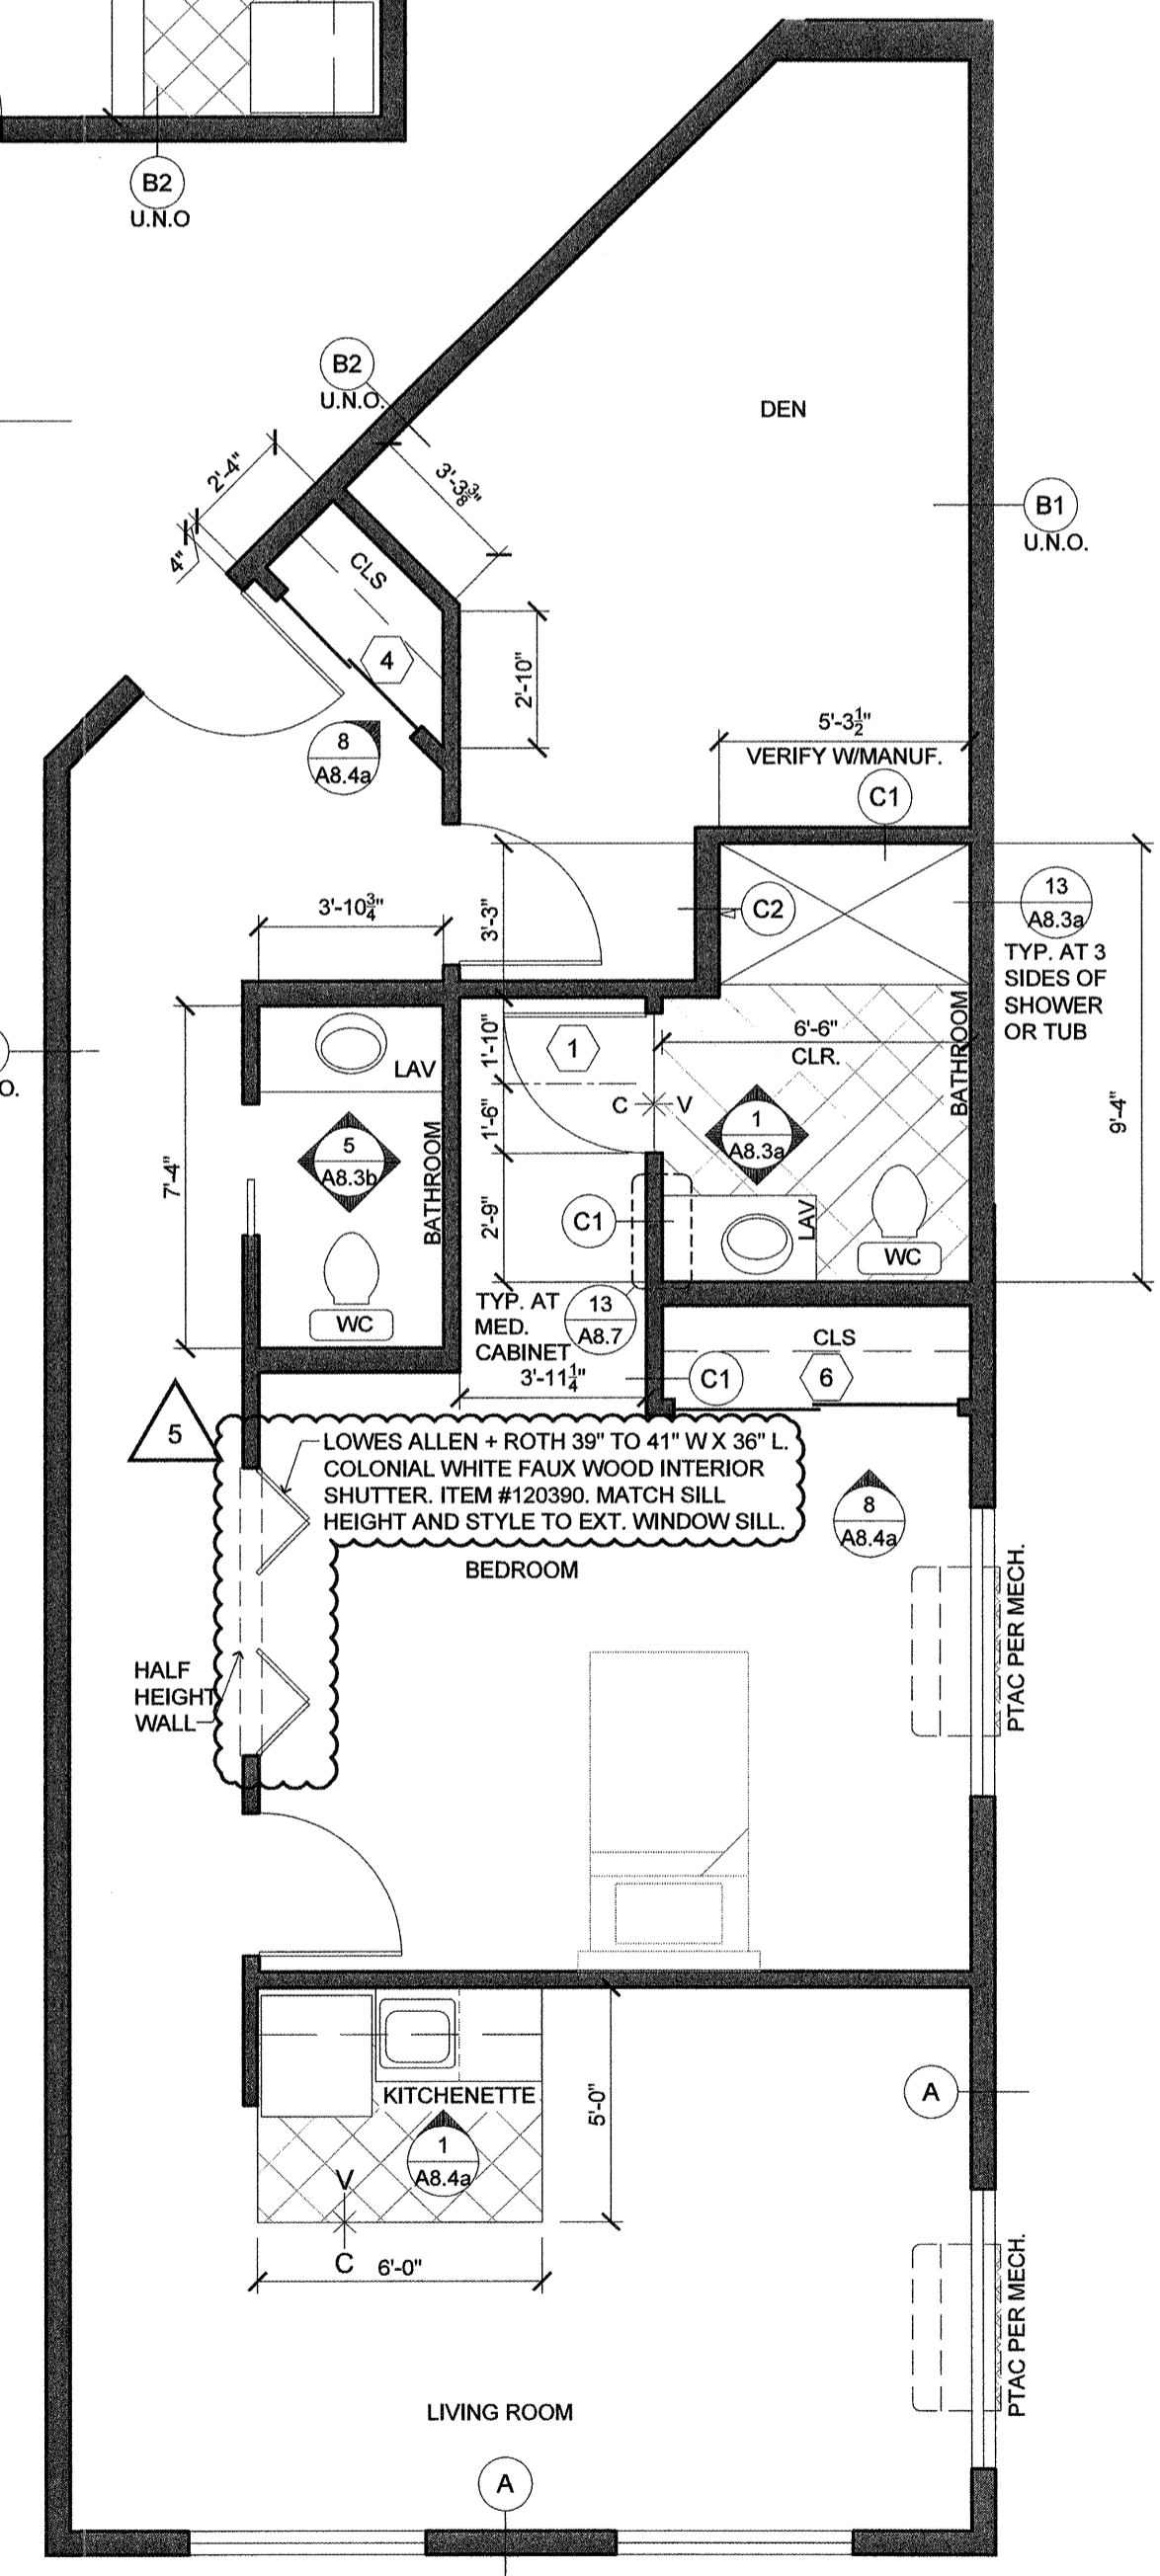 B2
U.N.O
B2
U.N.O.
DEN
2'-4"
3'-3 3/8"
4"
B1
U.N.O.
CLS
4
2'-10"
8
A8.4a
5'-3 1/2"
VERIFY W/MANUF.
C1
3'-10 3/4"
3'-3"
C2
13
A8.3a
TYP. AT 3
SIDES OF
SHOWER
OR TUB
O.
LAV
1'-10"
1
6'-6"
CLR.
BATHROOM
C
V
1'-6"
1
A8.3a
9'-4"
7'-4"
5
A8.3b
BATHROOM
2'-9"
C1
LAV
WC
WC
TYP. AT
MED.
CABINET
13
A8.7
3'-11 1/4"
C1
CLS
6
5
LOWES ALLEN + ROTH 39" TO 41" W X 36" L.
COLONIAL WHITE FAUX WOOD INTERIOR
SHUTTER. ITEM #120390. MATCH SILL
HEIGHT AND STYLE TO EXT. WINDOW SILL.
8
A8.4a
BEDROOM
PTAC PER MECH.
HALF
HEIGHT
WALL
KITCHENETTE
5'-0"
A
1
A8.4a
V
C
6'-0"
PTAC PER MECH.
LIVING ROOM
A